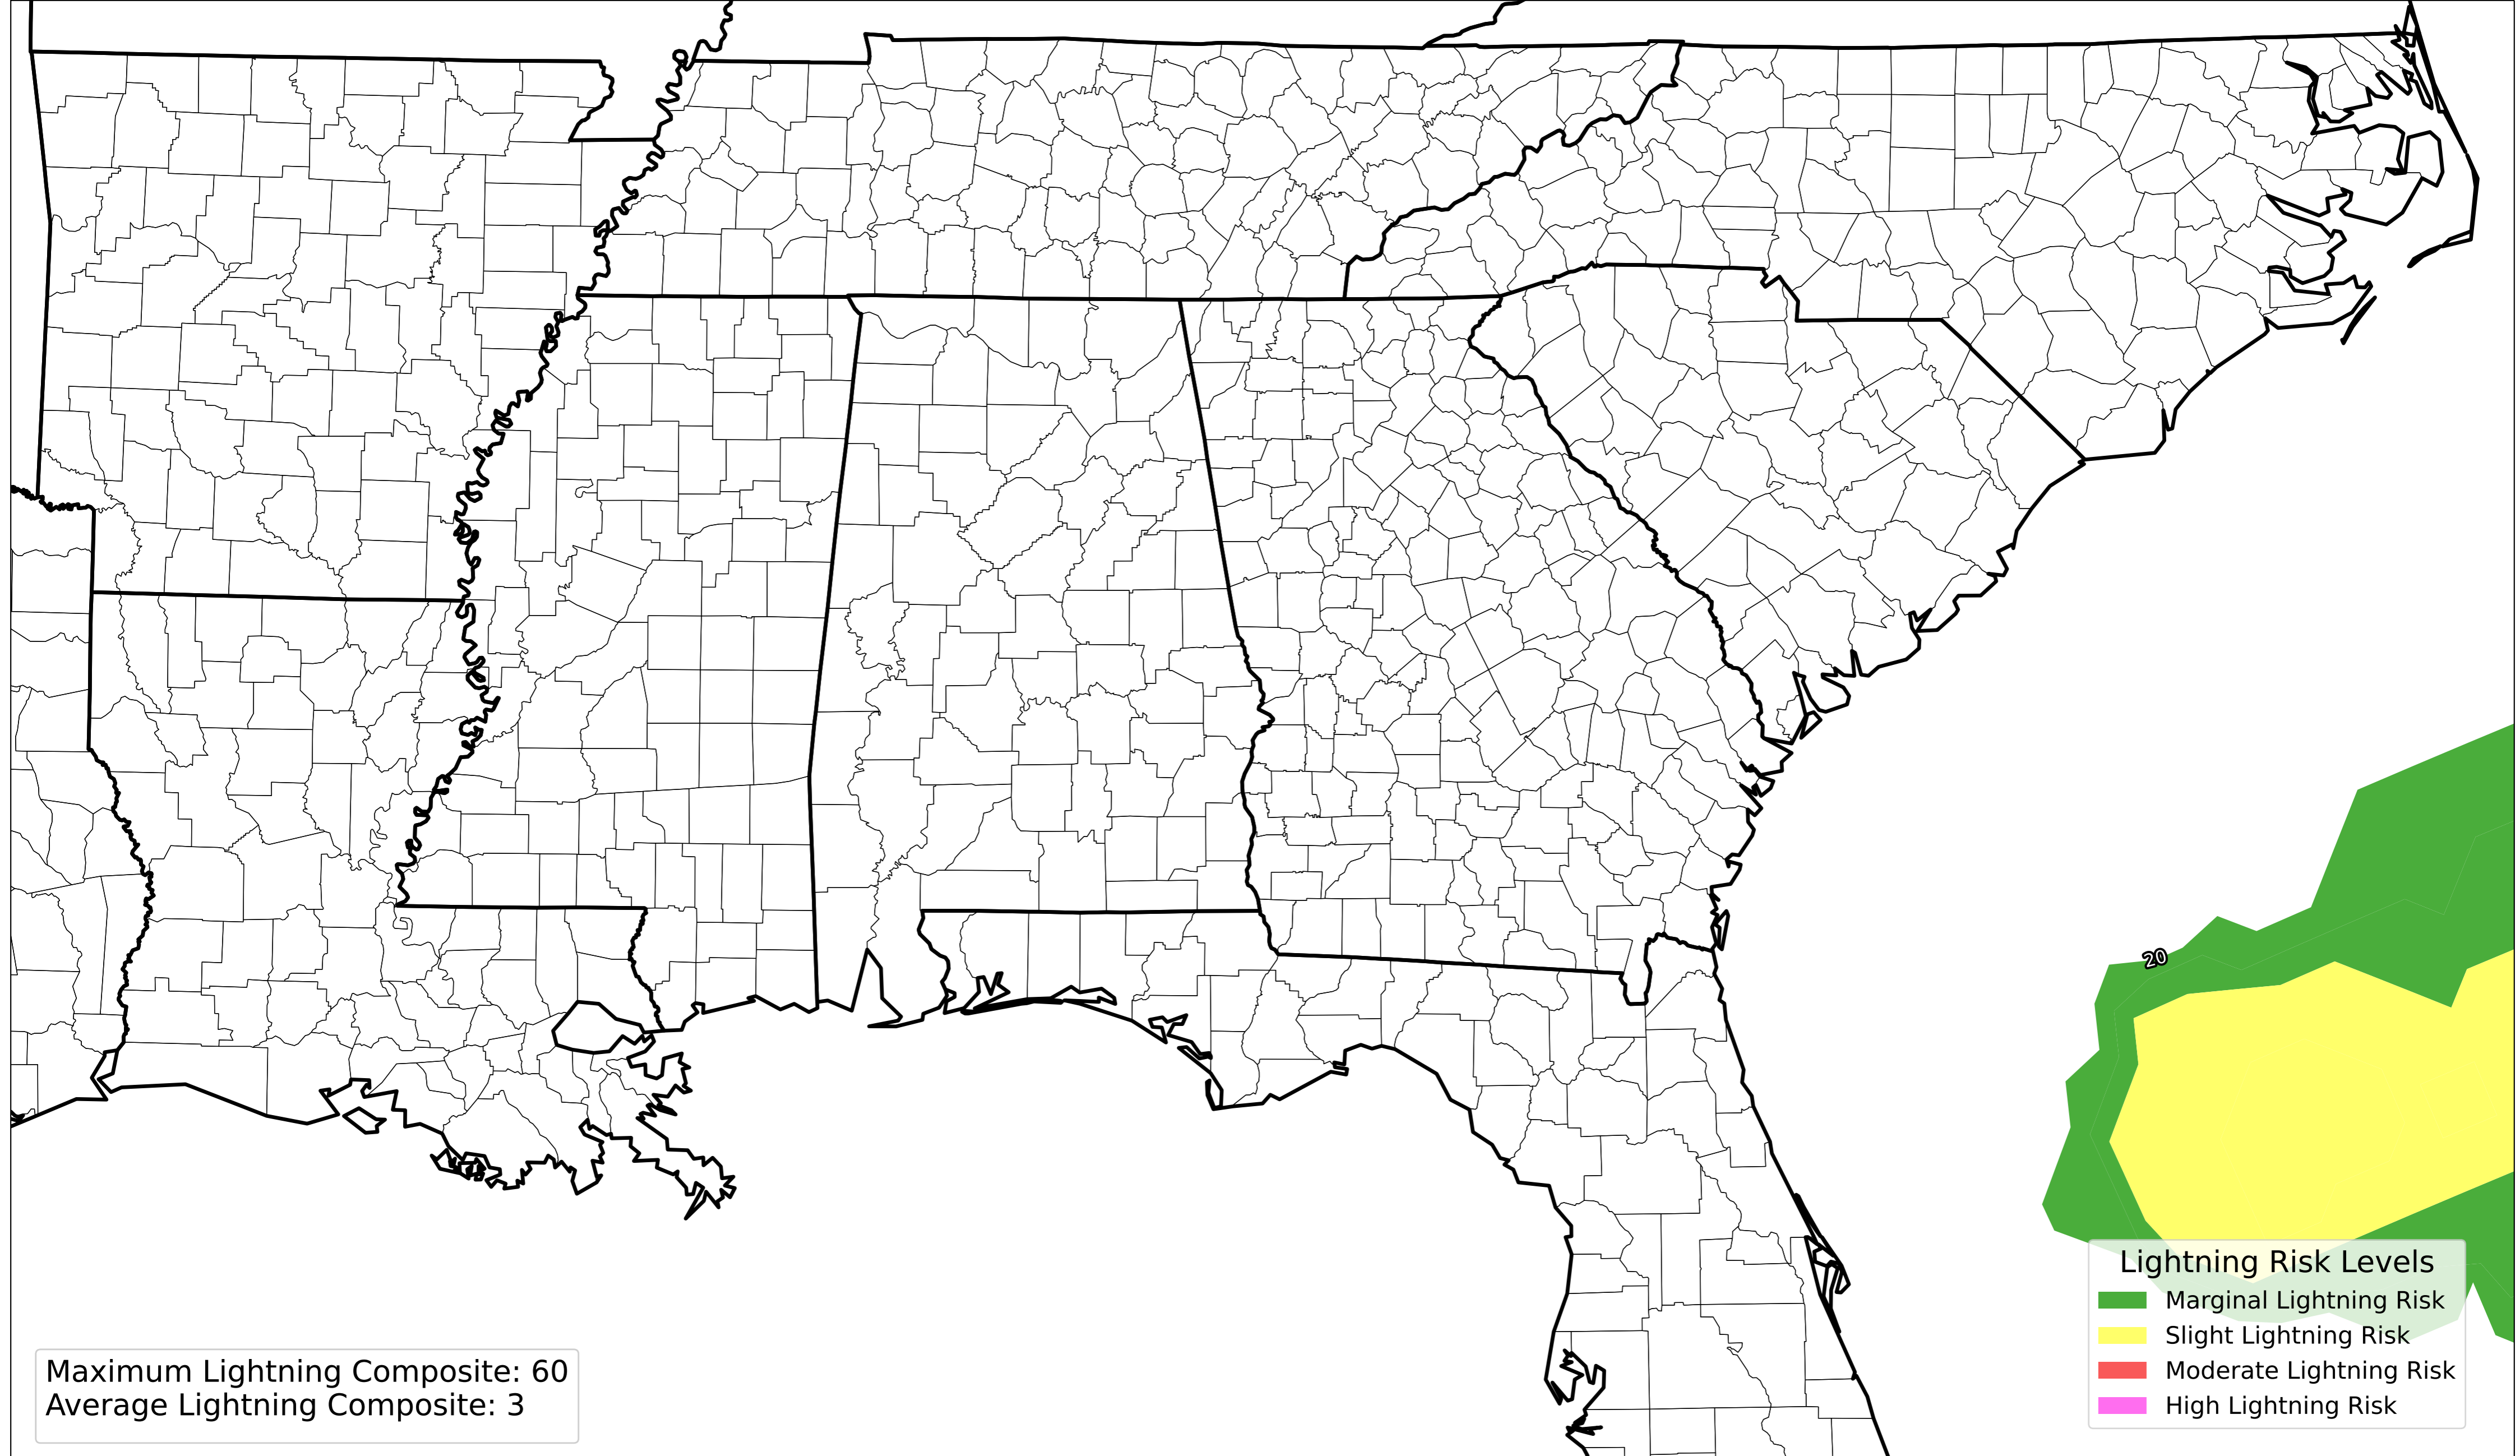 20
Lightning Risk Levels
Marginal Lightning Risk
Slight Lightning Risk
Moderate Lightning Risk
High Lightning Risk
Maximum Lightning Composite: 60
Average Lightning Composite: 3